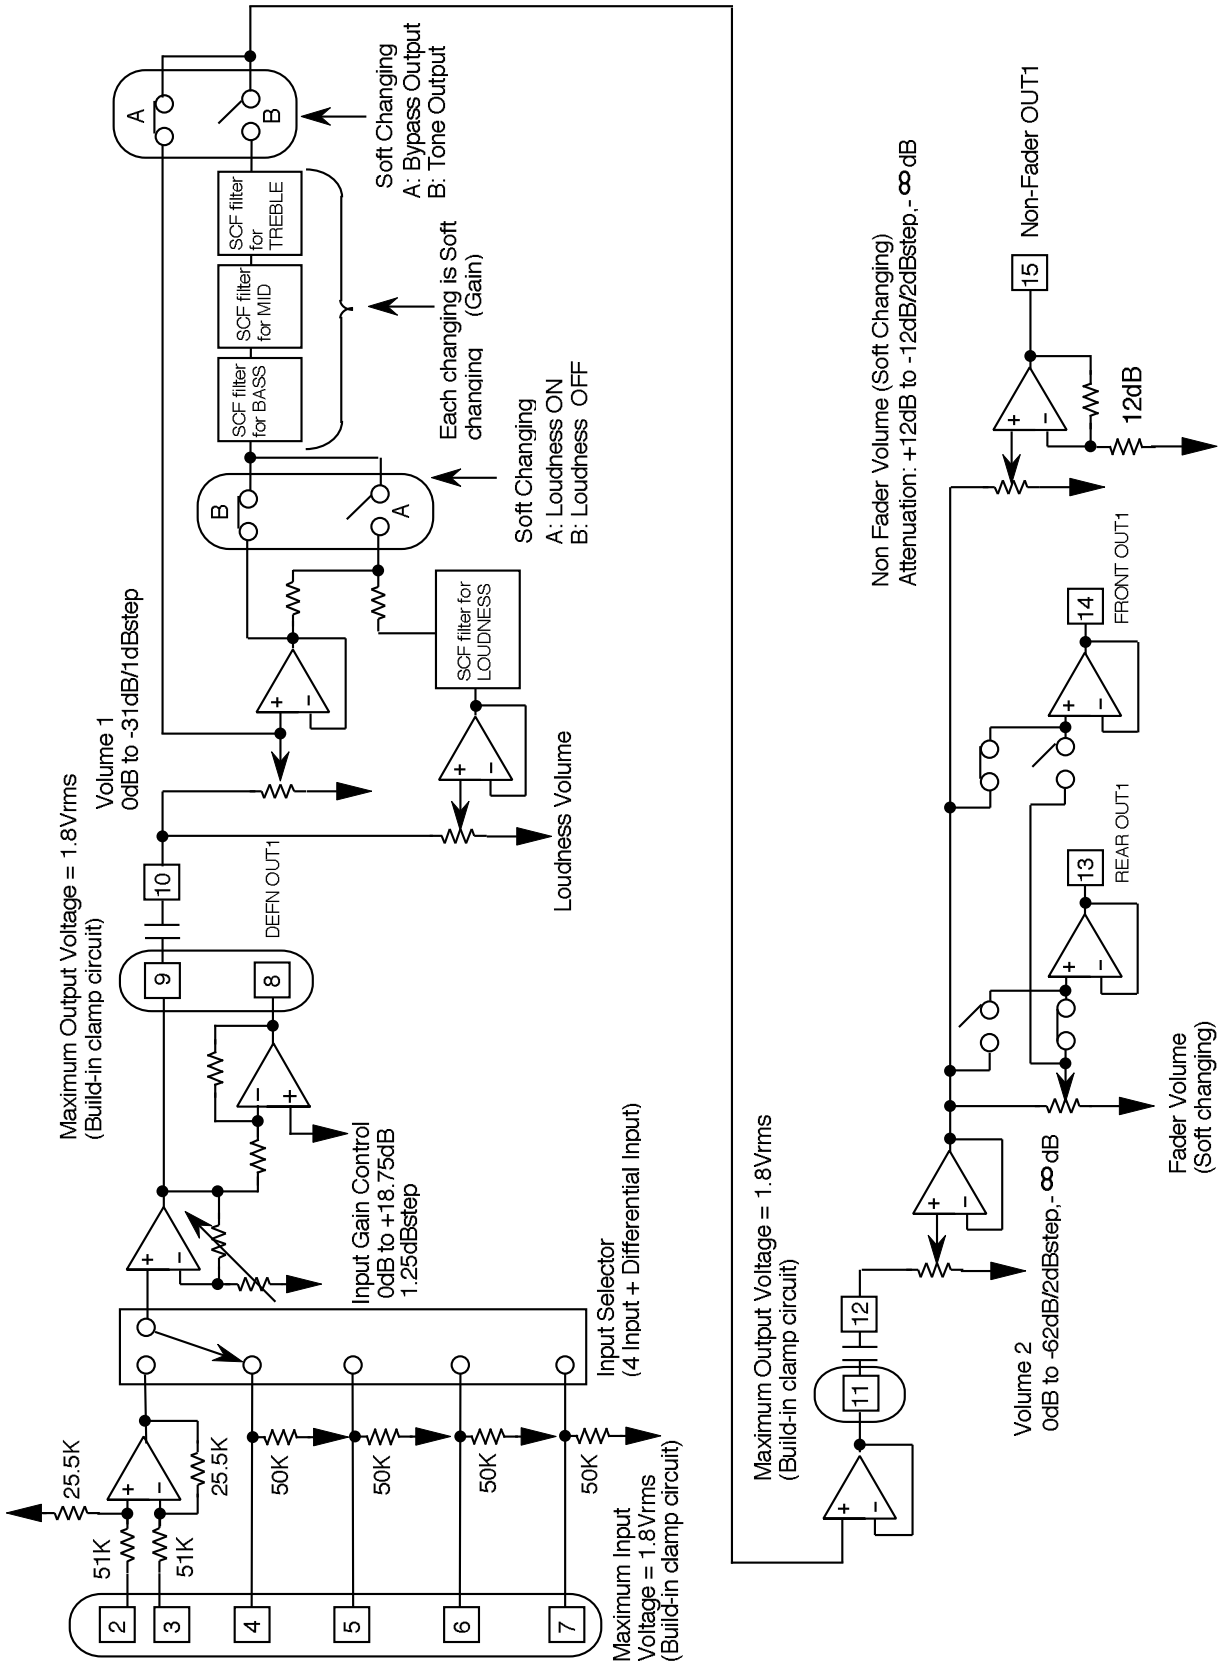 2
3
4
5
6
7
51K
51K
25.5K
25.5K
50K
50K
50K
50K
Maximum Input
Voltage = 1.8Vrms
(Build-in clamp circuit)
+
−
Input Selector
(4 Input + Differential Input)
+
−
Input Gain Control
0dB to +18.75dB
1.25dBstep
−
+
Maximum Output Voltage = 1.8Vrms
(Build-in clamp circuit)
9
8
10
DEFN OUT1
Volume 1
0dB to -31dB/1dBstep
+
−
Loudness Volume
+
−
SCF filter for
LOUDNESS
B
A
Soft Changing
A: Loudness ON
B: Loudness OFF
SCF filter
for BASS
SCF filter
for MID
SCF filter
for
TREBLE
Each changing is Soft
changing (Gain)
A
B
Soft Changing
A: Bypass Output
B: Tone Output
+
−
Maximum Output Voltage = 1.8Vrms
(Build-in clamp circuit)
11
12
Volume 2
0dB to -62dB/2dBstep,-∞dB
+
−
Fader Volume
(Soft changing)
+
−
13
REAR OUT1
+
−
14
FRONT OUT1
Non Fader Volume (Soft Changing)
Attenuation: +12dB to -12dB/2dBstep,-∞dB
+
−
12dB
15
Non-Fader OUT1